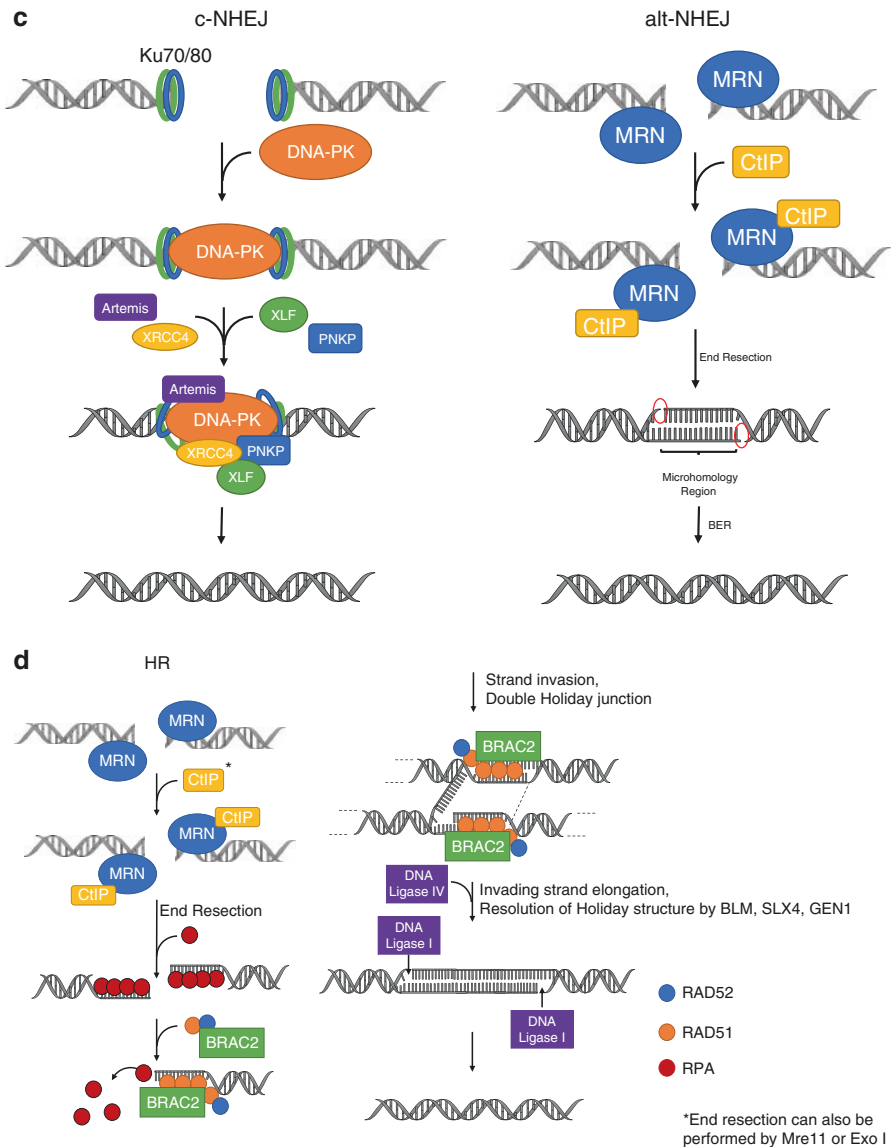 c
c-NHEJ
Ku70/80
DNA-PK
DNA-PK
Artemis
XRCC4
XLF
PNKP
Artemis
DNA-PK
XRCC4
PNKP
XLF
alt-NHEJ
MRN
MRN
CtIP
CtIP
MRN
MRN
CtIP
End Resection
Microhomology
Region
BER
d
HR
MRN
MRN
CtIP
*
CtIP
MRN
MRN
CtIP
End Resection
BRAC2
BRAC2
Strand invasion,
Double Holiday junction
BRAC2
BRAC2
DNA
Ligase IV
Invading strand elongation,
Resolution of Holiday structure by BLM, SLX4, GEN1
DNA
Ligase I
DNA
Ligase I
RAD52
RAD51
RPA
*End resection can also be
performed by Mre11 or Exo I